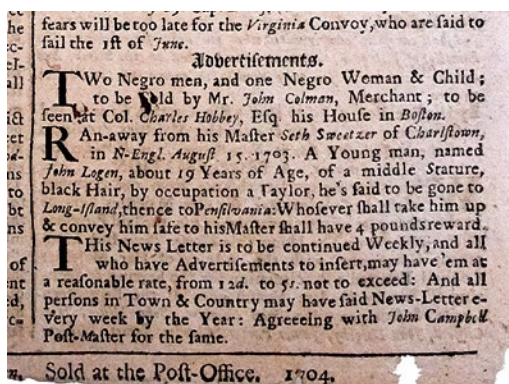 fears will be too late for the Virginia Convoy, who are said to
sail the 1st of June.
Advertisements.
TWo Negro men, and one Negro Woman & Child;
to be sold by Mr. John Colman, Merchant; to be
seen at Col. Charles Hobbey, Esq. his House in Boston.
RAn-away from his Master Seth Sweetzer of Charlstown,
in N-Engl. August 15. 1703. A Young man, named
John Logen, about 19 Years of Age, of a middle Stature,
black Hair, by occupation a Taylor, he's said to be gone to
Long-Island, thence to Pensilvania: Whosever shall take him up
& convey him safe to his Master shall have 4 pounds reward.
THis News Letter is to be continued Weekly, and all
who have Advertisements to insert, may have 'em at
a reasonable rate, from 12d. to 5s. not to exceed: And all
persons in Town & Country may have said News-Letter e-
very week by the Year: Agreeeing with John Campbell
Post-Master for the same.
Sold at the Post-Office. 1704.